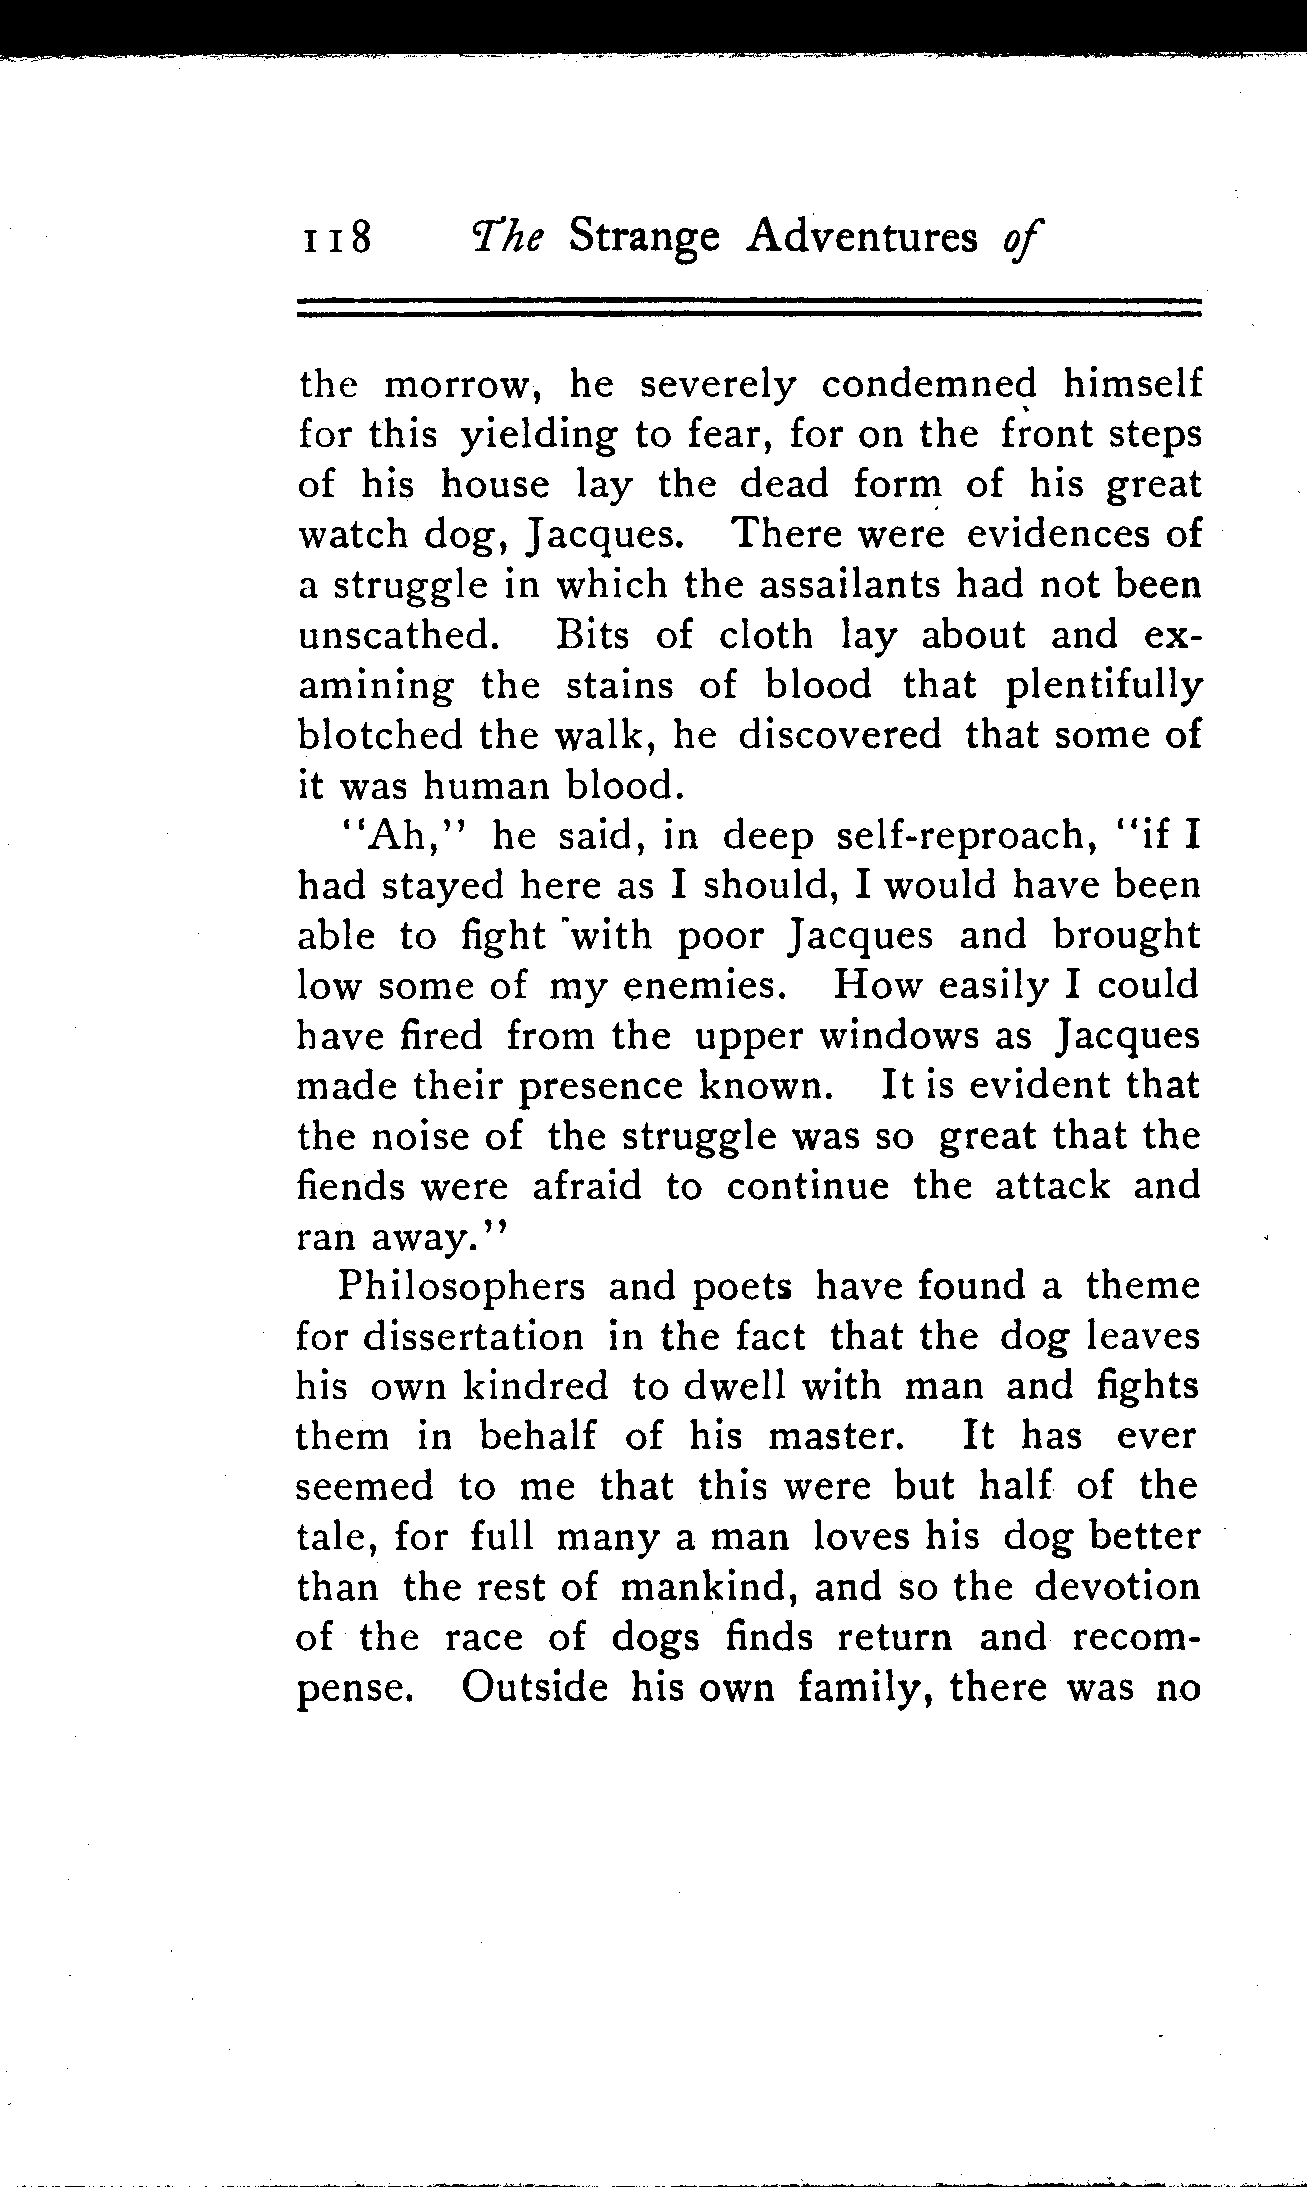 118 The Strange Adventures of
the morrow, he severely condemned himself
for this yielding to fear, for on the front steps
of his house lay the dead form of his great
watch dog, Jacques. There were evidences of
a struggle in which the assailants had not been
unscathed. Bits of cloth lay about and ex-
amining the stains of blood that plentifully
blotched the walk, he discovered that some of
it was human blood.
"Ah," he said, in deep self-reproach, "if I
had stayed here as I should, I would have been
able to fight with poor Jacques and brought
low some of my enemies. How easily I could
have fired from the upper windows as Jacques
made their presence known. It is evident that
the noise of the struggle was so great that the
fiends were afraid to continue the attack and
ran away."
Philosophers and poets have found a theme
for dissertation in the fact that the dog leaves
his own kindred to dwell with man and fights
them in behalf of his master. It has ever
seemed to me that this were but half of the
tale, for full many a man loves his dog better
than the rest of mankind, and so the devotion
of the race of dogs finds return and recom-
pense. Outside his own family, there was no